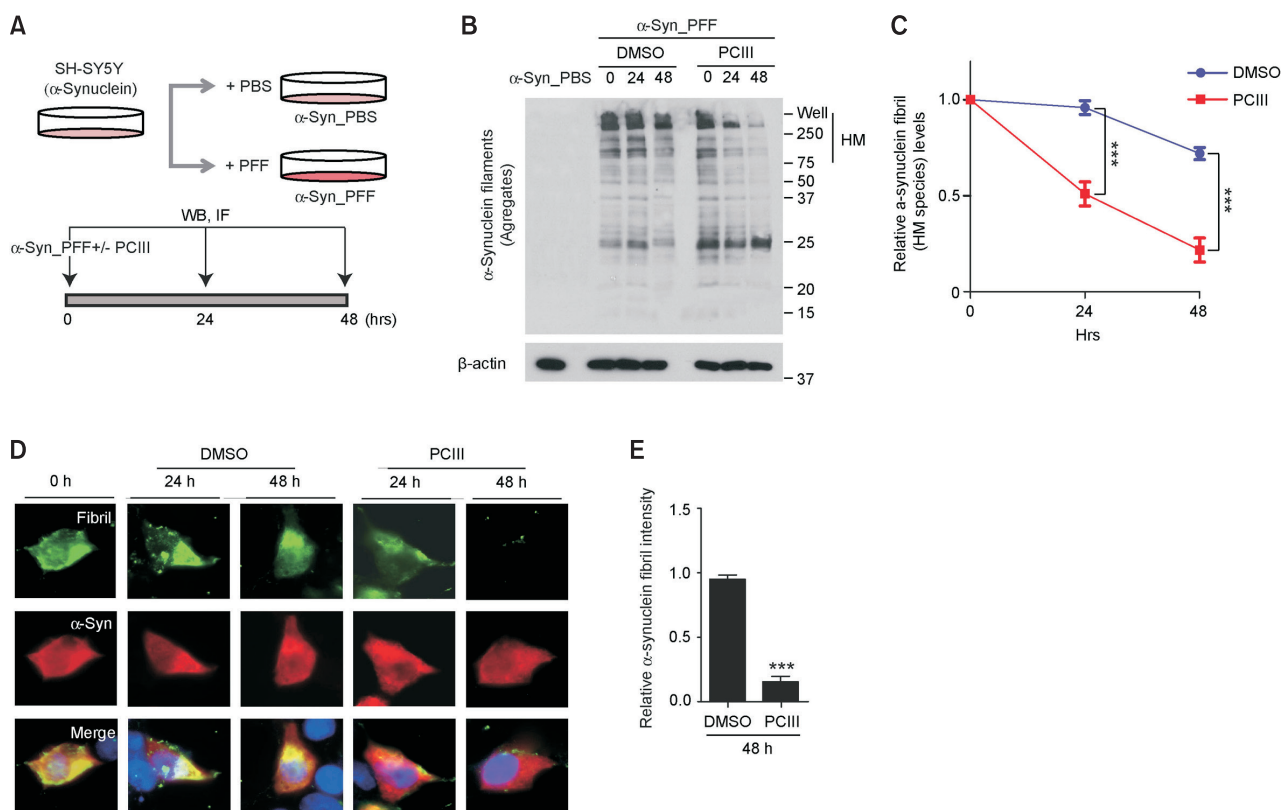 A
SH-SY5Y
(α-Synuclein)
+ PBS
α-Syn_PBS
+ PFF
α-Syn_PFF
WB, IF
α-Syn_PFF+/- PCIII
0 24 48 (hrs)
B
α-Syn_PFF
DMSO PCIII
α-Syn_PBS 0 24 48 0 24 48
α-Synuclein filaments
(Agregates)
Well
250
HM
75
50
37
25
20
15
β-actin
37
C
DMSO
PCIII
Relative a-synuclein fibril
(HM species) levels
1.0
0.5
0
***
***
0 24 48
Hrs
D
DMSO PCIII
0 h 24 h 48 h 24 h 48 h
Fibril
α-Syn
Merge
E
Relative α-synuclein fibril intensity
1.5
1.0
0.5
0.0
***
DMSO PCIII
48 h